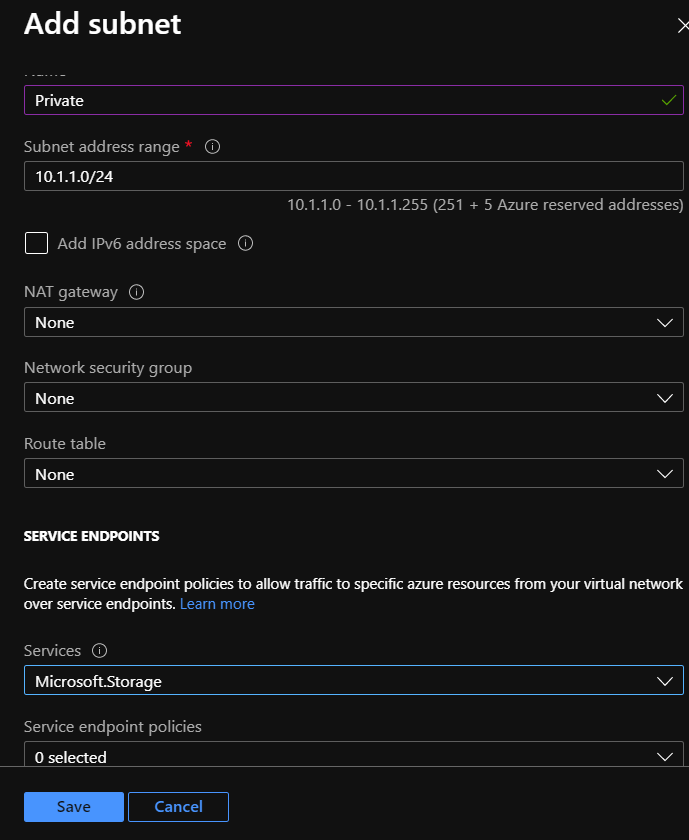 Add subnet
Private
Subnet address range *
10.1.1.0/24
10.1.1.0 - 10.1.1.255 (251 + 5 Azure reserved addresses)
Add IPv6 address space
NAT gateway
None
Network security group
None
Route table
None
SERVICE ENDPOINTS
Create service endpoint policies to allow traffic to specific azure resources from your virtual network
over service endpoints. Learn more
Services
Microsoft.Storage
Service endpoint policies
0 selected
Save Cancel